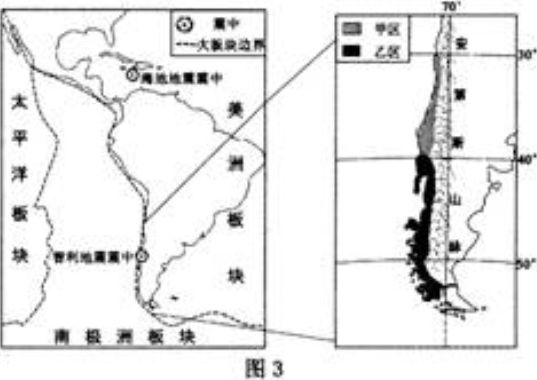 震中
大板块边界
海地地震震中
太平洋板块
美洲板块
智利地震震中
南极洲板块
70°
甲区
乙区
安第斯山脉
30°
40°
50°
图 3